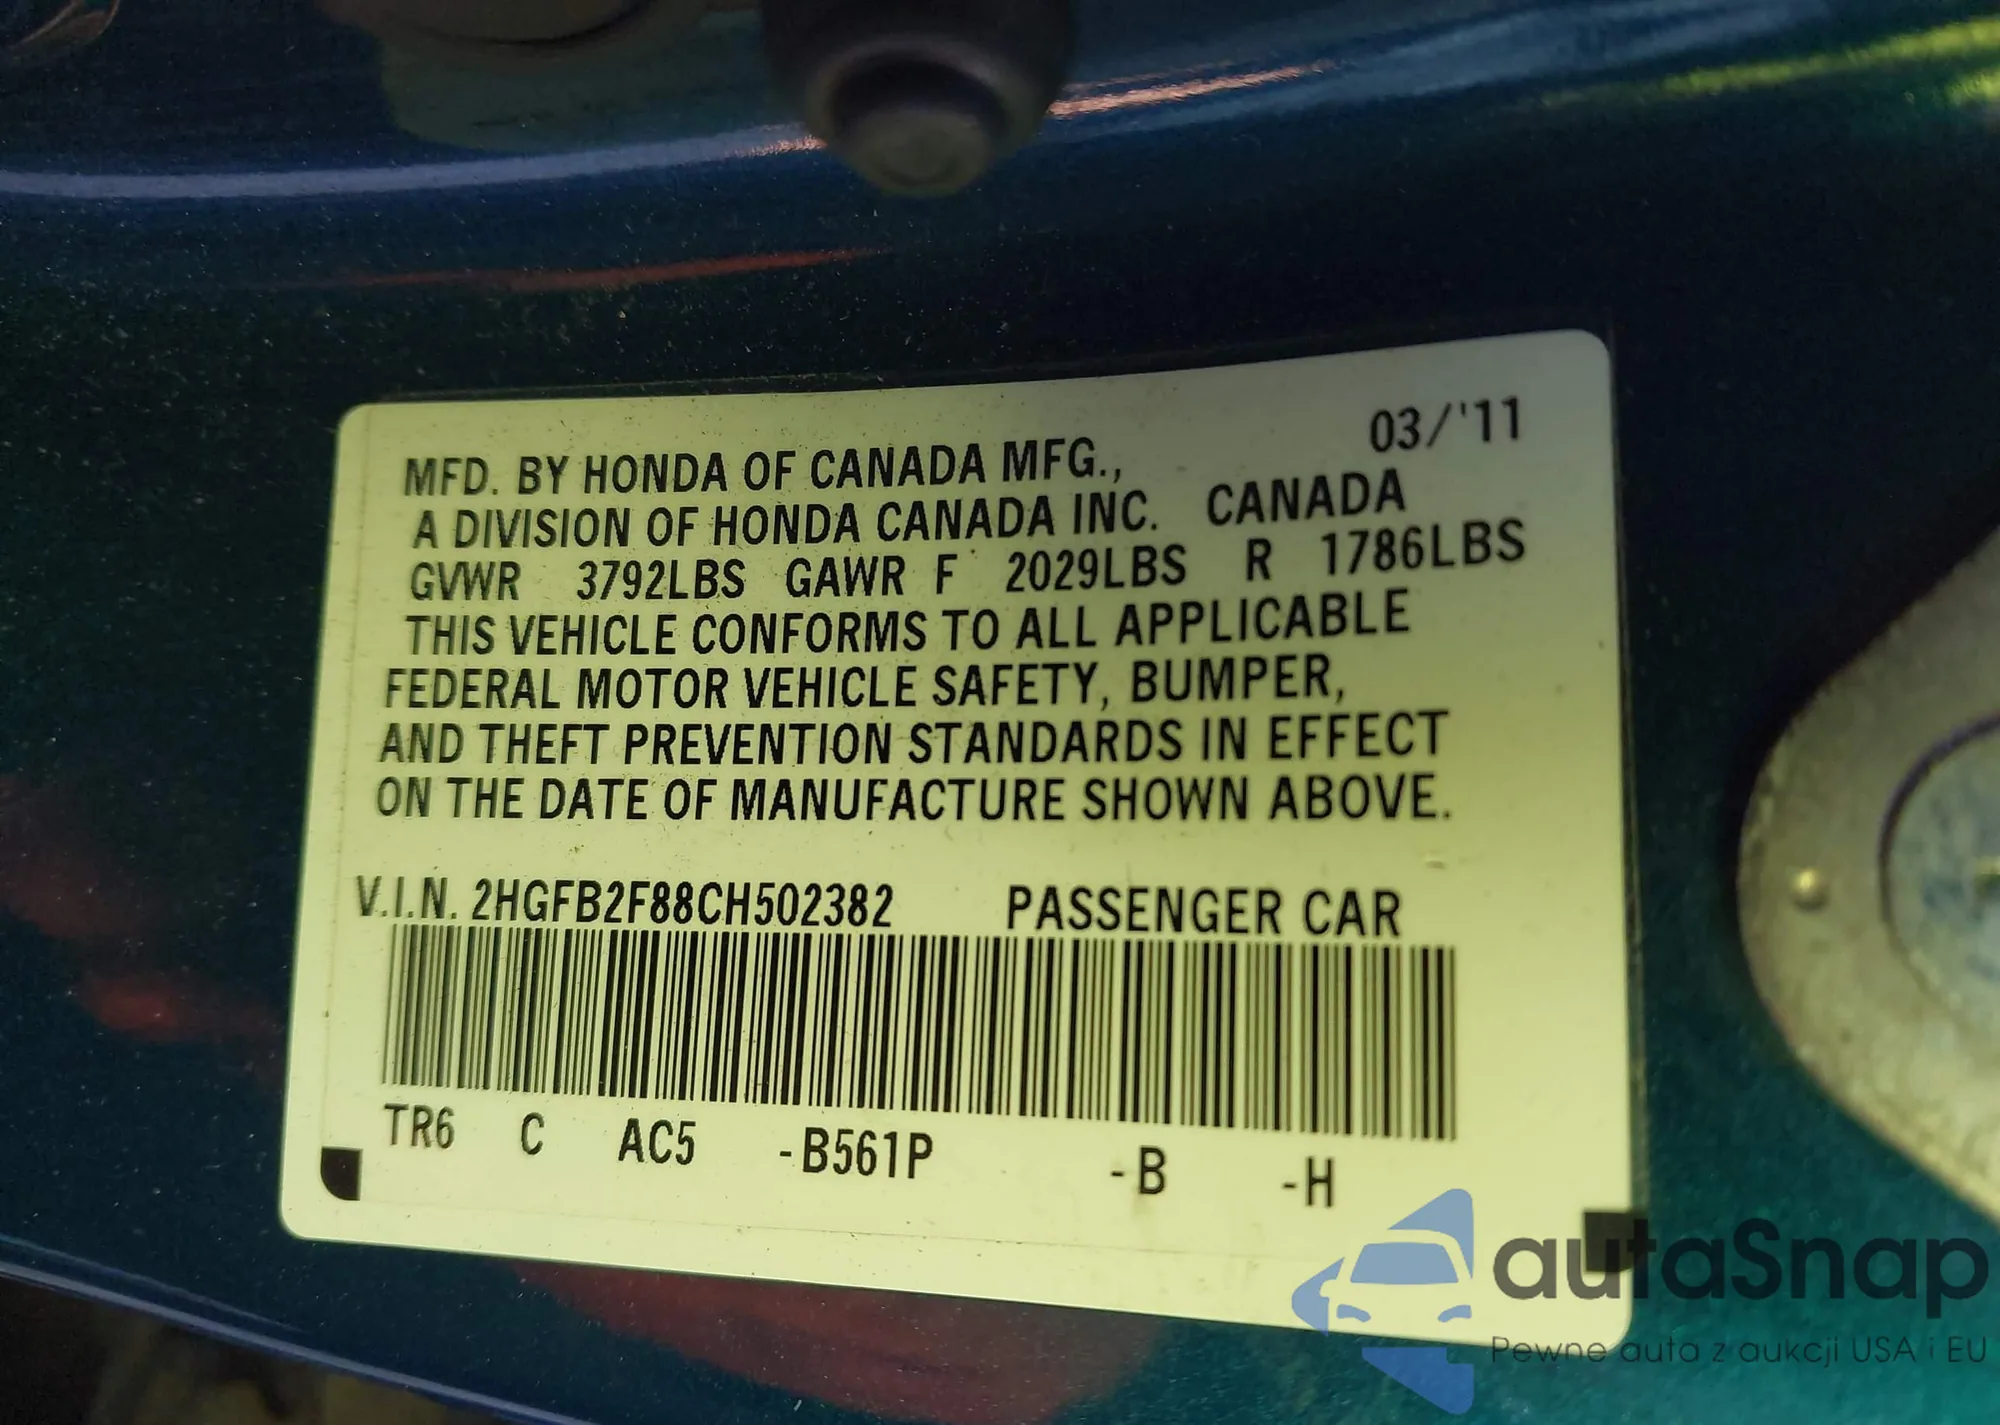 03/'11
MFD. BY HONDA OF CANADA MFG.,
A DIVISION OF HONDA CANADA INC. CANADA
GVWR 3792LBS GAWR F 2029LBS R 1786LBS
THIS VEHICLE CONFORMS TO ALL APPLICABLE
FEDERAL MOTOR VEHICLE SAFETY, BUMPER,
AND THEFT PREVENTION STANDARDS IN EFFECT
ON THE DATE OF MANUFACTURE SHOWN ABOVE.
V.I.N. 2HGFB2F88CH502382 PASSENGER CAR
TR6 C AC5 -B561P -B -H
autaSnap
Pewne auta z aukcji USA i EU